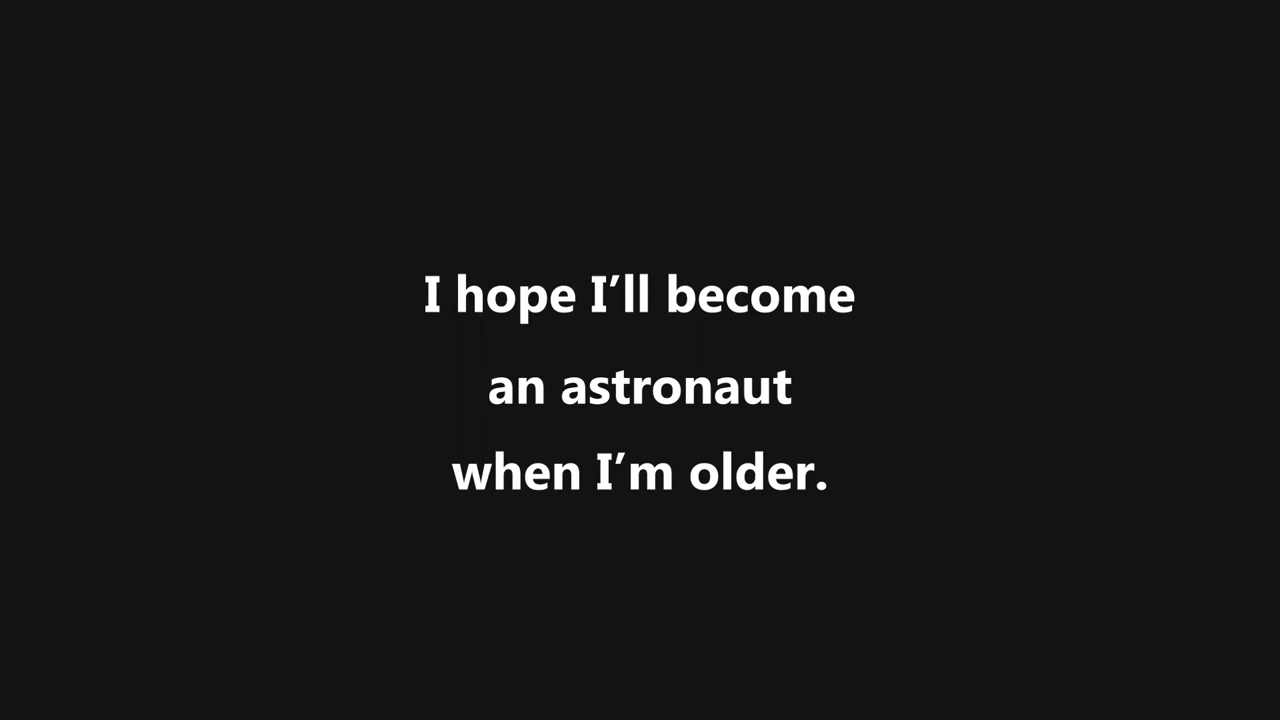 I hope I’ll become
an astronaut
when I’m older.